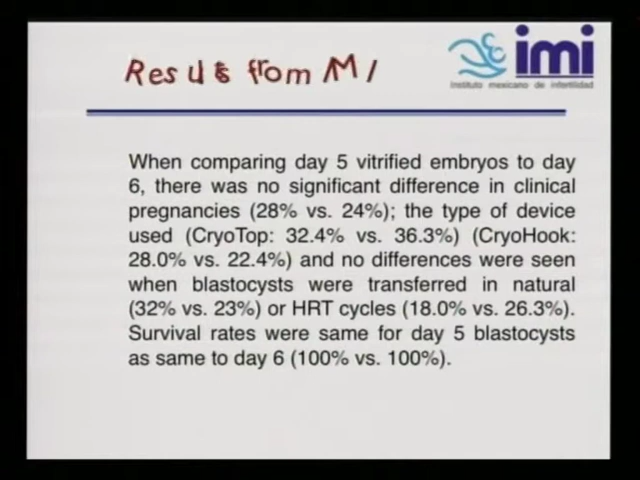 Results from IMI
imi
Instituto mexicano de infertilidad
When comparing day 5 vitrified embryos to day
6, there was no significant difference in clinical
pregnancies (28% vs. 24%); the type of device
used (CryoTop: 32.4% vs. 36.3%) (CryoHook:
28.0% vs. 22.4%) and no differences were seen
when blastocysts were transferred in natural
(32% vs. 23%) or HRT cycles (18.0% vs. 26.3%).
Survival rates were same for day 5 blastocysts
as same to day 6 (100% vs. 100%).